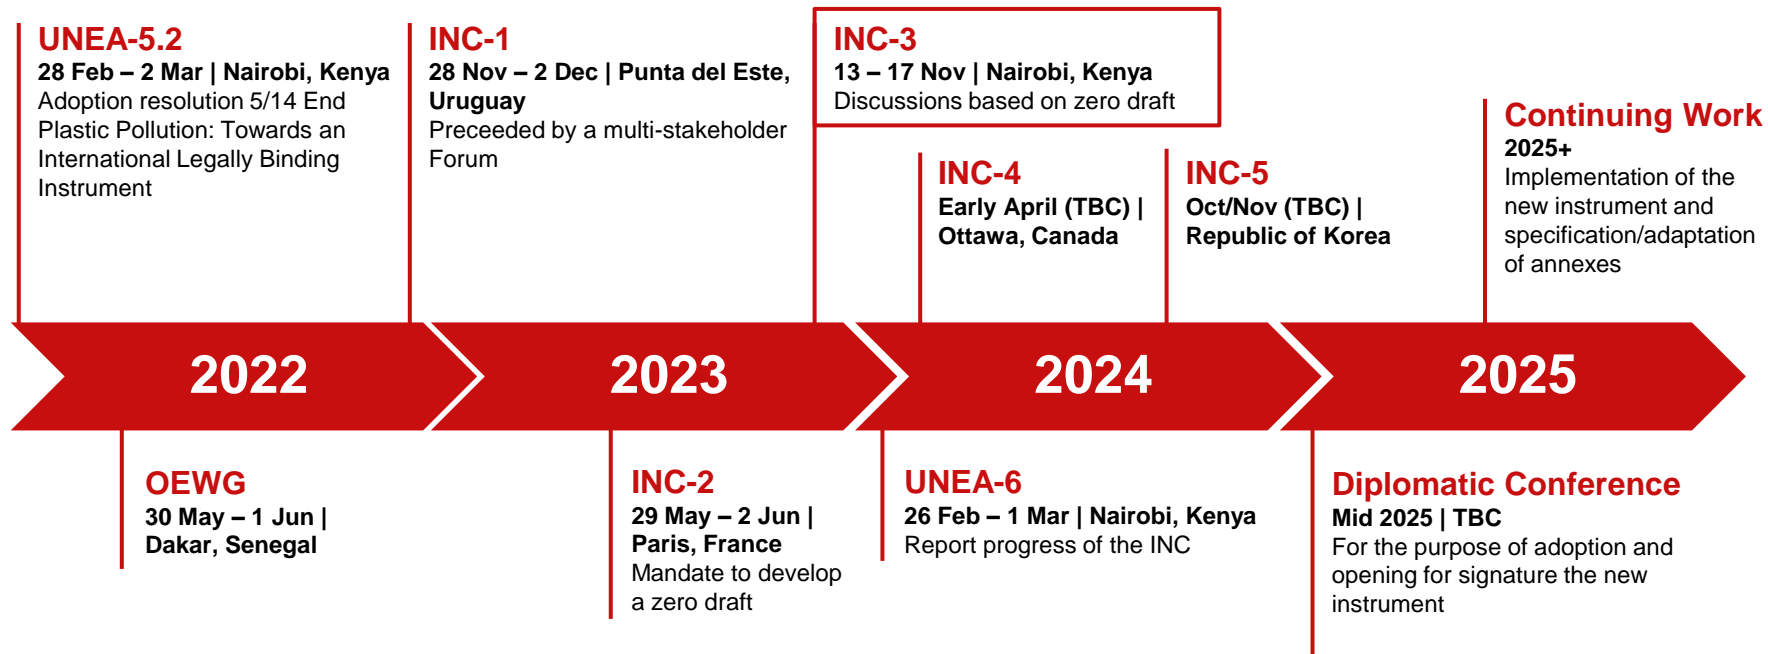 UNEA-5.2
28 Feb – 2 Mar | Nairobi, Kenya
Adoption resolution 5/14 End
Plastic Pollution: Towards an
International Legally Binding
Instrument
INC-1
28 Nov – 2 Dec | Punta del Este,
Uruguay
Preceeded by a multi-stakeholder
Forum
INC-3
13 – 17 Nov | Nairobi, Kenya
Discussions based on zero draft
INC-4
Early April (TBC) |
Ottawa, Canada
INC-5
Oct/Nov (TBC) |
Republic of Korea
Continuing Work
2025+
Implementation of the
new instrument and
specification/adaptation
of annexes
2022
2023
2024
2025
OEWG
30 May – 1 Jun |
Dakar, Senegal
INC-2
29 May – 2 Jun |
Paris, France
Mandate to develop
a zero draft
UNEA-6
26 Feb – 1 Mar | Nairobi, Kenya
Report progress of the INC
Diplomatic Conference
Mid 2025 | TBC
For the purpose of adoption and
opening for signature the new
instrument